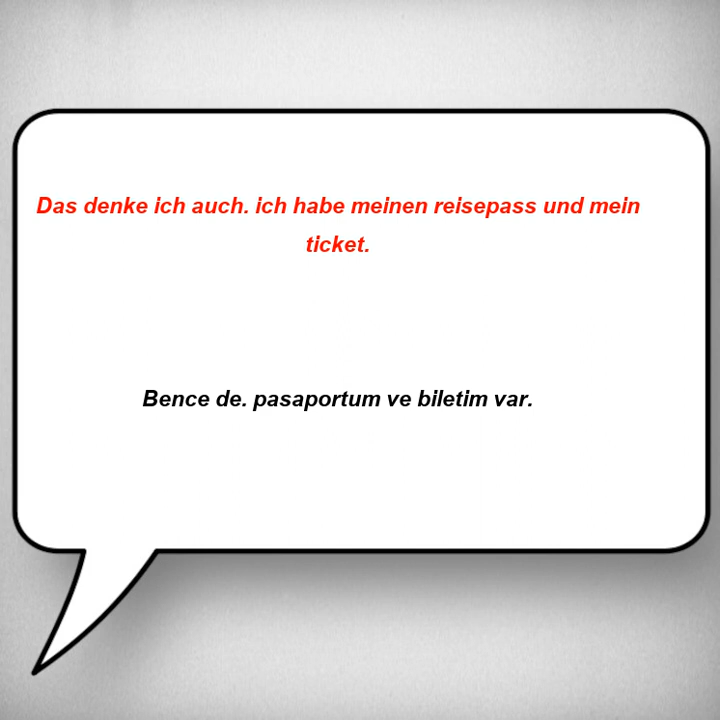 Das denke ich auch. ich habe meinen reisepass und mein
ticket.
Bence de. pasaportum ve biletim var.